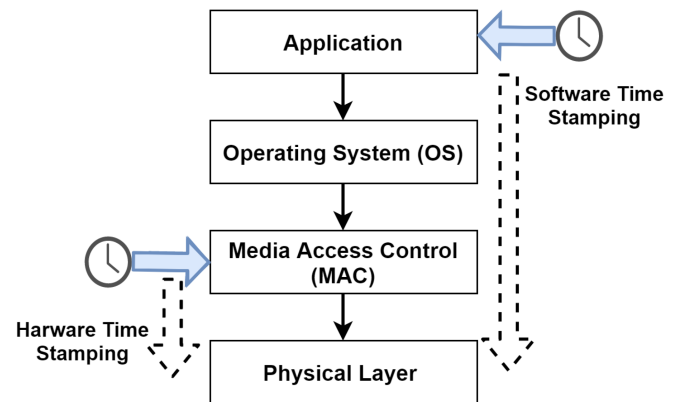 Application
Software Time
Stamping
Operating System (OS)
Media Access Control
(MAC)
Harware Time
Stamping
Physical Layer